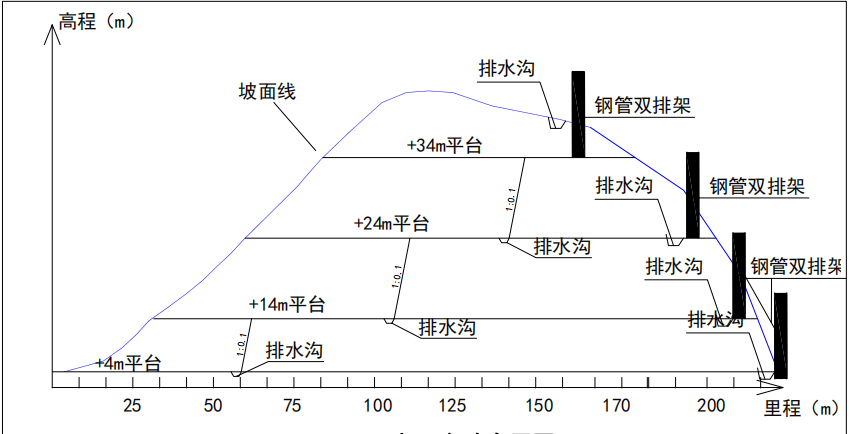 高程（m）
排水沟
坡面线
钢管双排架
+34m平台
排水沟
钢管双排架
1:0.1
+24m平台
排水沟
排水沟
钢管双排架
1:0.1
+14m平台
排水沟
排水沟
1:0.1
排水沟
+4m平台
25 50 75 100 125 150 170 200 里程（m）